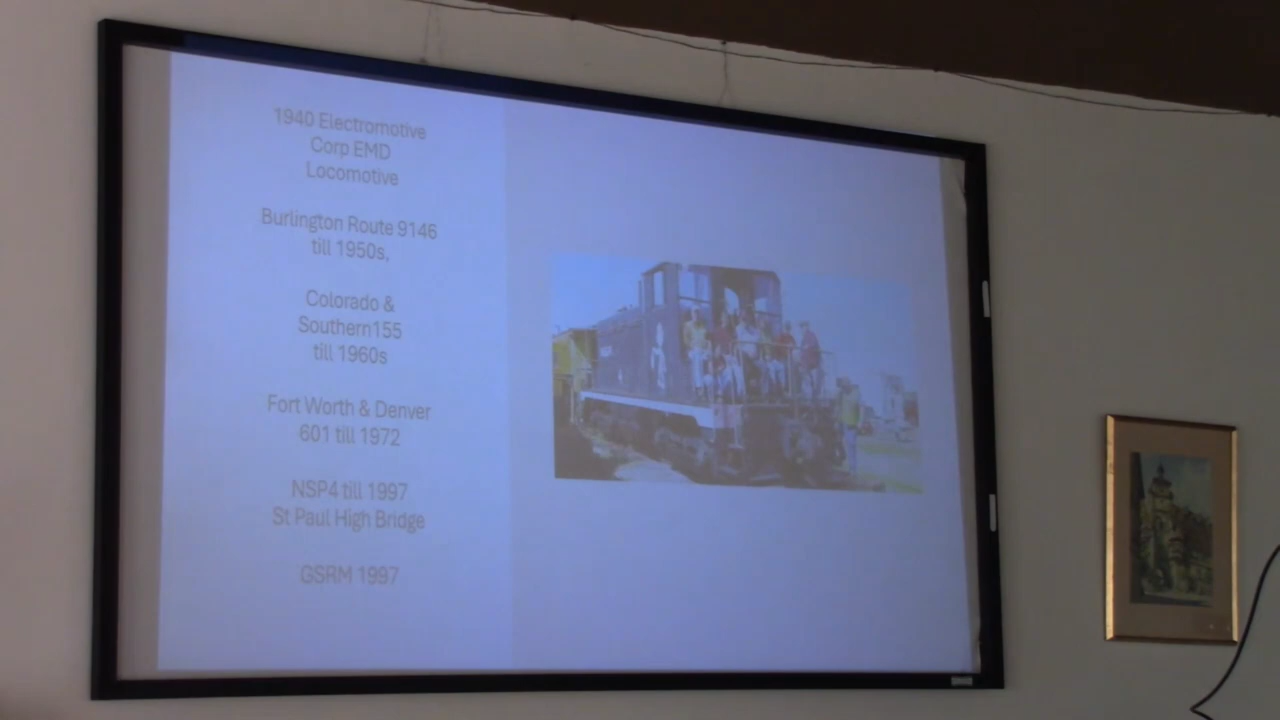 1940 Electromotive
Corp EMD
Locomotive
Burlington Route 9146
till 1950s,
Colorado &
Southern155
till 1960s
Fort Worth & Denver
601 till 1972
NSP4 till 1997
St Paul High Bridge
GSRM 1997